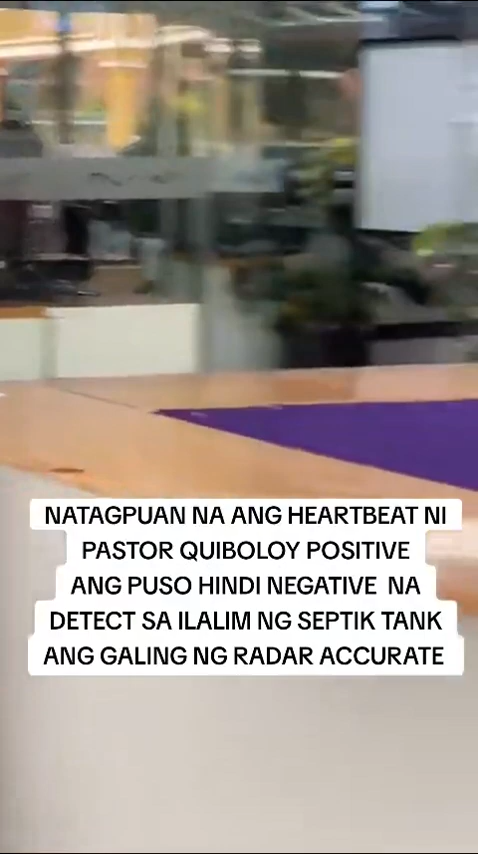 NATAGPUAN NA ANG HEARTBEAT NI
PASTOR QUIBOLOY POSITIVE
ANG PUSO HINDI NEGATIVE NA
DETECT SA ILALIM NG SEPTIK TANK
ANG GALING NG RADAR ACCURATE